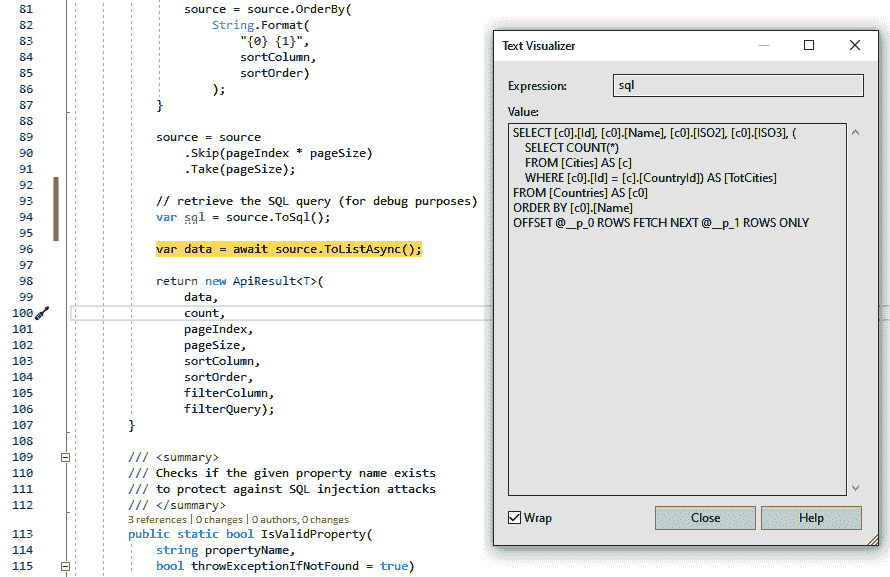 81 source = source.OrderBy(
82 String.Format(
83 "{0} {1}",
84 sortColumn,
85 sortOrder)
86 );
87 }
88
89 source = source
90 .Skip(pageIndex * pageSize)
91 .Take(pageSize);
92
93 // retrieve the SQL query (for debug purposes)
94 var sql = source.ToSql();
95
96 var data = await source.ToListAsync();
97
98 return new ApiResult<T>(
99 data,
100 count,
101 pageIndex,
102 pageSize,
103 sortColumn,
104 sortOrder,
105 filterColumn,
106 filterQuery);
107 }
108
109 /// <summary>
110 /// Checks if the given property name exists
111 /// to protect against SQL injection attacks
112 /// </summary>
3 references | 0 changes | 0 authors, 0 changes
113 public static bool IsValidProperty(
114 string propertyName,
115 bool throwExceptionIfNotFound = true)
Text Visualizer
Expression: sql
Value:
SELECT [c0].[Id], [c0].[Name], [c0].[ISO2], [c0].[ISO3], (
SELECT COUNT(*)
FROM [Cities] AS [c]
WHERE [c0].[Id] = [c].[CountryId]) AS [TotCities]
FROM [Countries] AS [c0]
ORDER BY [c0].[Name]
OFFSET @__p_0 ROWS FETCH NEXT @__p_1 ROWS ONLY
Wrap Close Help